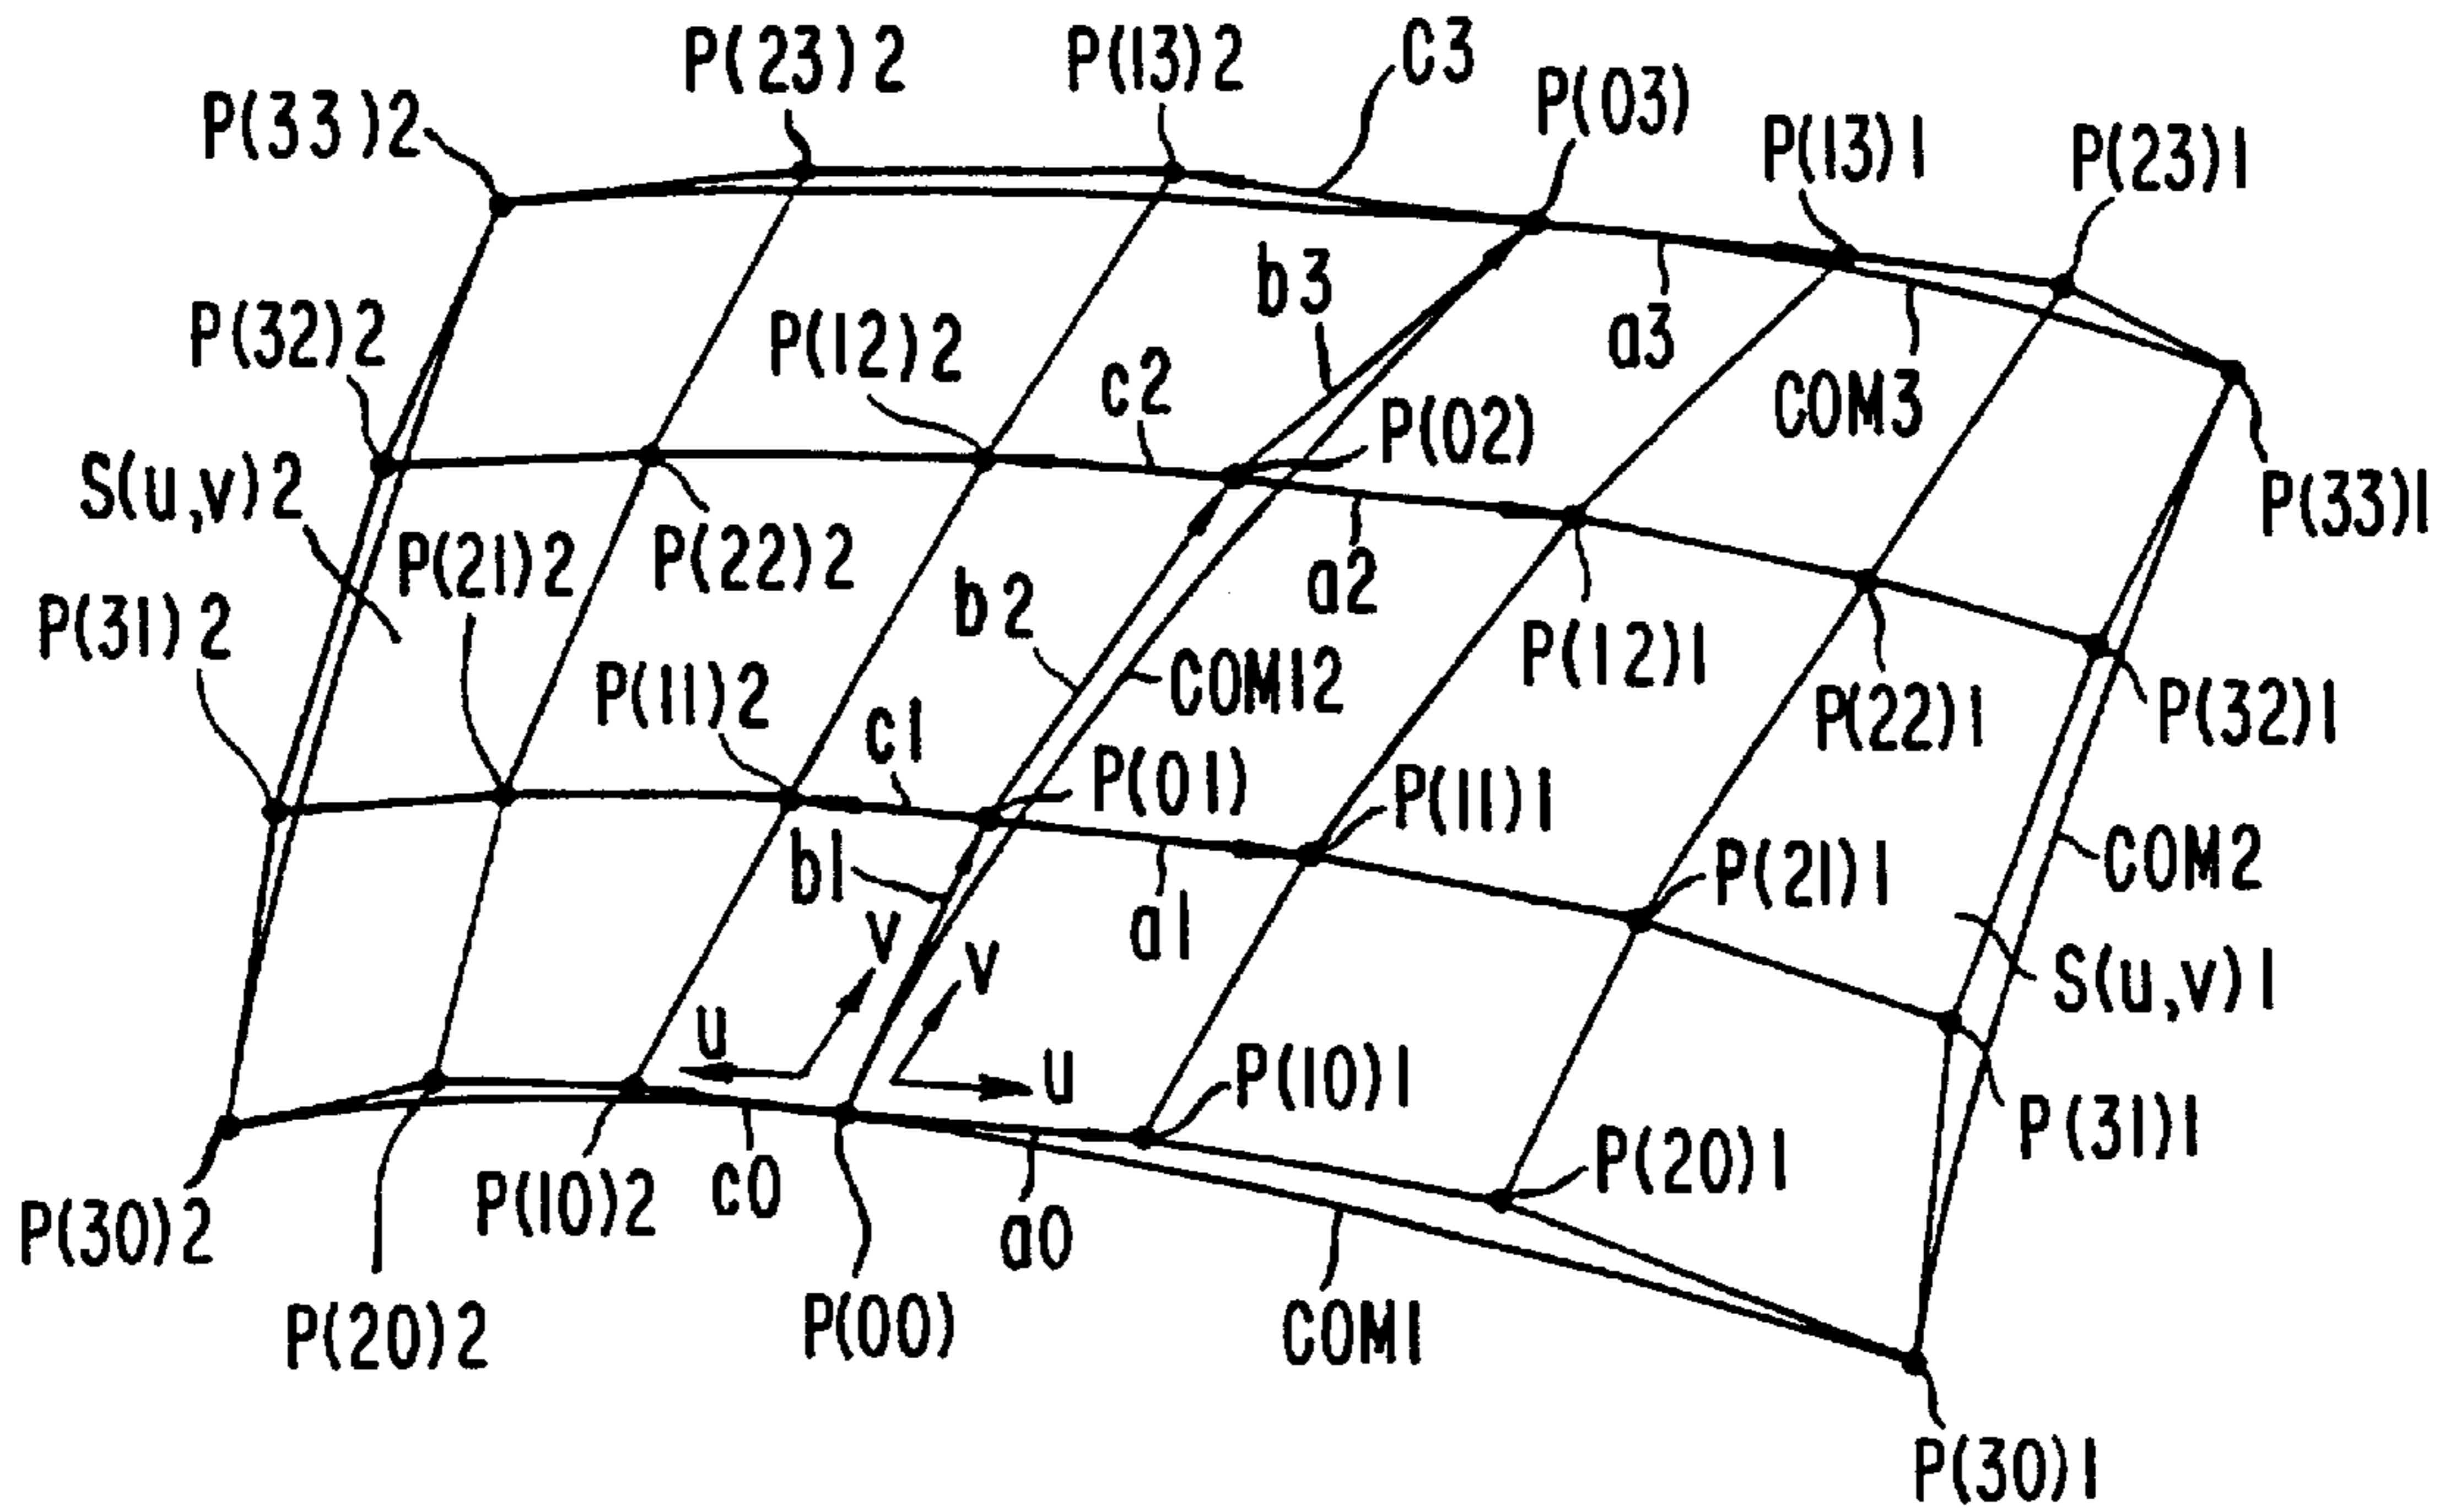 P(23)2
P(13)2
C3
P(03)
P(33)2
P(13)1
P(23)1
b3
a3
P(32)2
P(12)2
c2
COM3
P(02)
S(u,v)2
P(33)1
P(21)2
P(22)2
a2
b2
P(31)2
P(12)1
COM12
P(11)2
P(22)1
P(32)1
c1
P(01)
P(11)1
b1
P(21)1
COM2
a1
v
v
S(u,v)1
u
u
P(10)1
P(31)1
P(20)1
P(30)2
P(10)2
c0
a0
P(20)2
P(00)
COM1
P(30)1